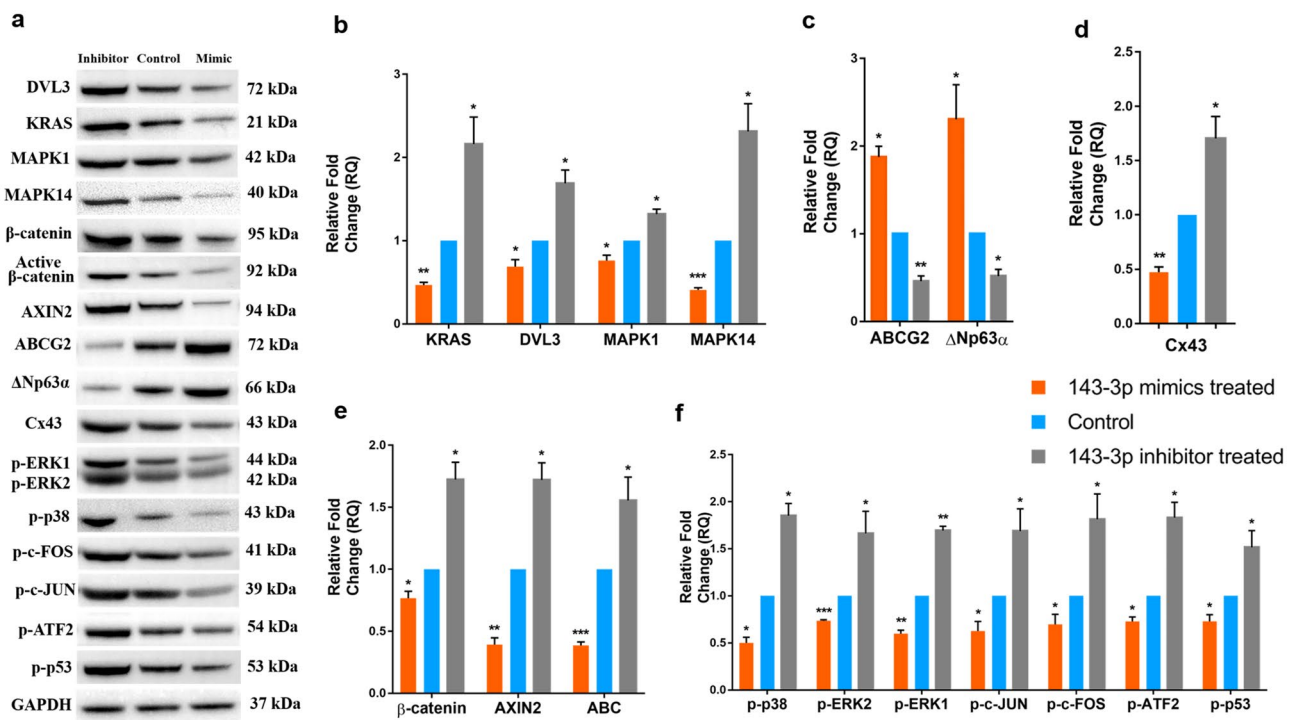 a
Inhibitor Control Mimic
DVL3 72 kDa
KRAS 21 kDa
MAPK1 42 kDa
MAPK14 40 kDa
β-catenin 95 kDa
Active
β-catenin 92 kDa
AXIN2 94 kDa
ABCG2 72 kDa
ΔNp63α 66 kDa
Cx43 43 kDa
p-ERK1 44 kDa
p-ERK2 42 kDa
p-p38 43 kDa
p-c-FOS 41 kDa
p-c-JUN 39 kDa
p-ATF2 54 kDa
p-p53 53 kDa
GAPDH 37 kDa
b
Relative Fold
Change (RQ)
3
2
1
0
** * * *
* * *** *
KRAS DVL3 MAPK1 MAPK14
c
Relative Fold
Change (RQ)
3
2
1
0
* ** * *
ABCG2 ΔNp63α
d
Relative Fold
Change (RQ)
2.5
2.0
1.5
1.0
0.5
0.0
** *
Cx43
143-3p mimics treated
Control
143-3p inhibitor treated
e
Relative Fold
Change (RQ)
2.0
1.5
1.0
0.5
0.0
* * ** * *** *
β-catenin AXIN2 ABC
f
Relative Fold
Change (RQ)
2.5
2.0
1.5
1.0
0.5
0.0
* * *** * ** ** * * * * * * * *
p-p38 p-ERK2 p-ERK1 p-c-JUN p-c-FOS p-ATF2 p-p53